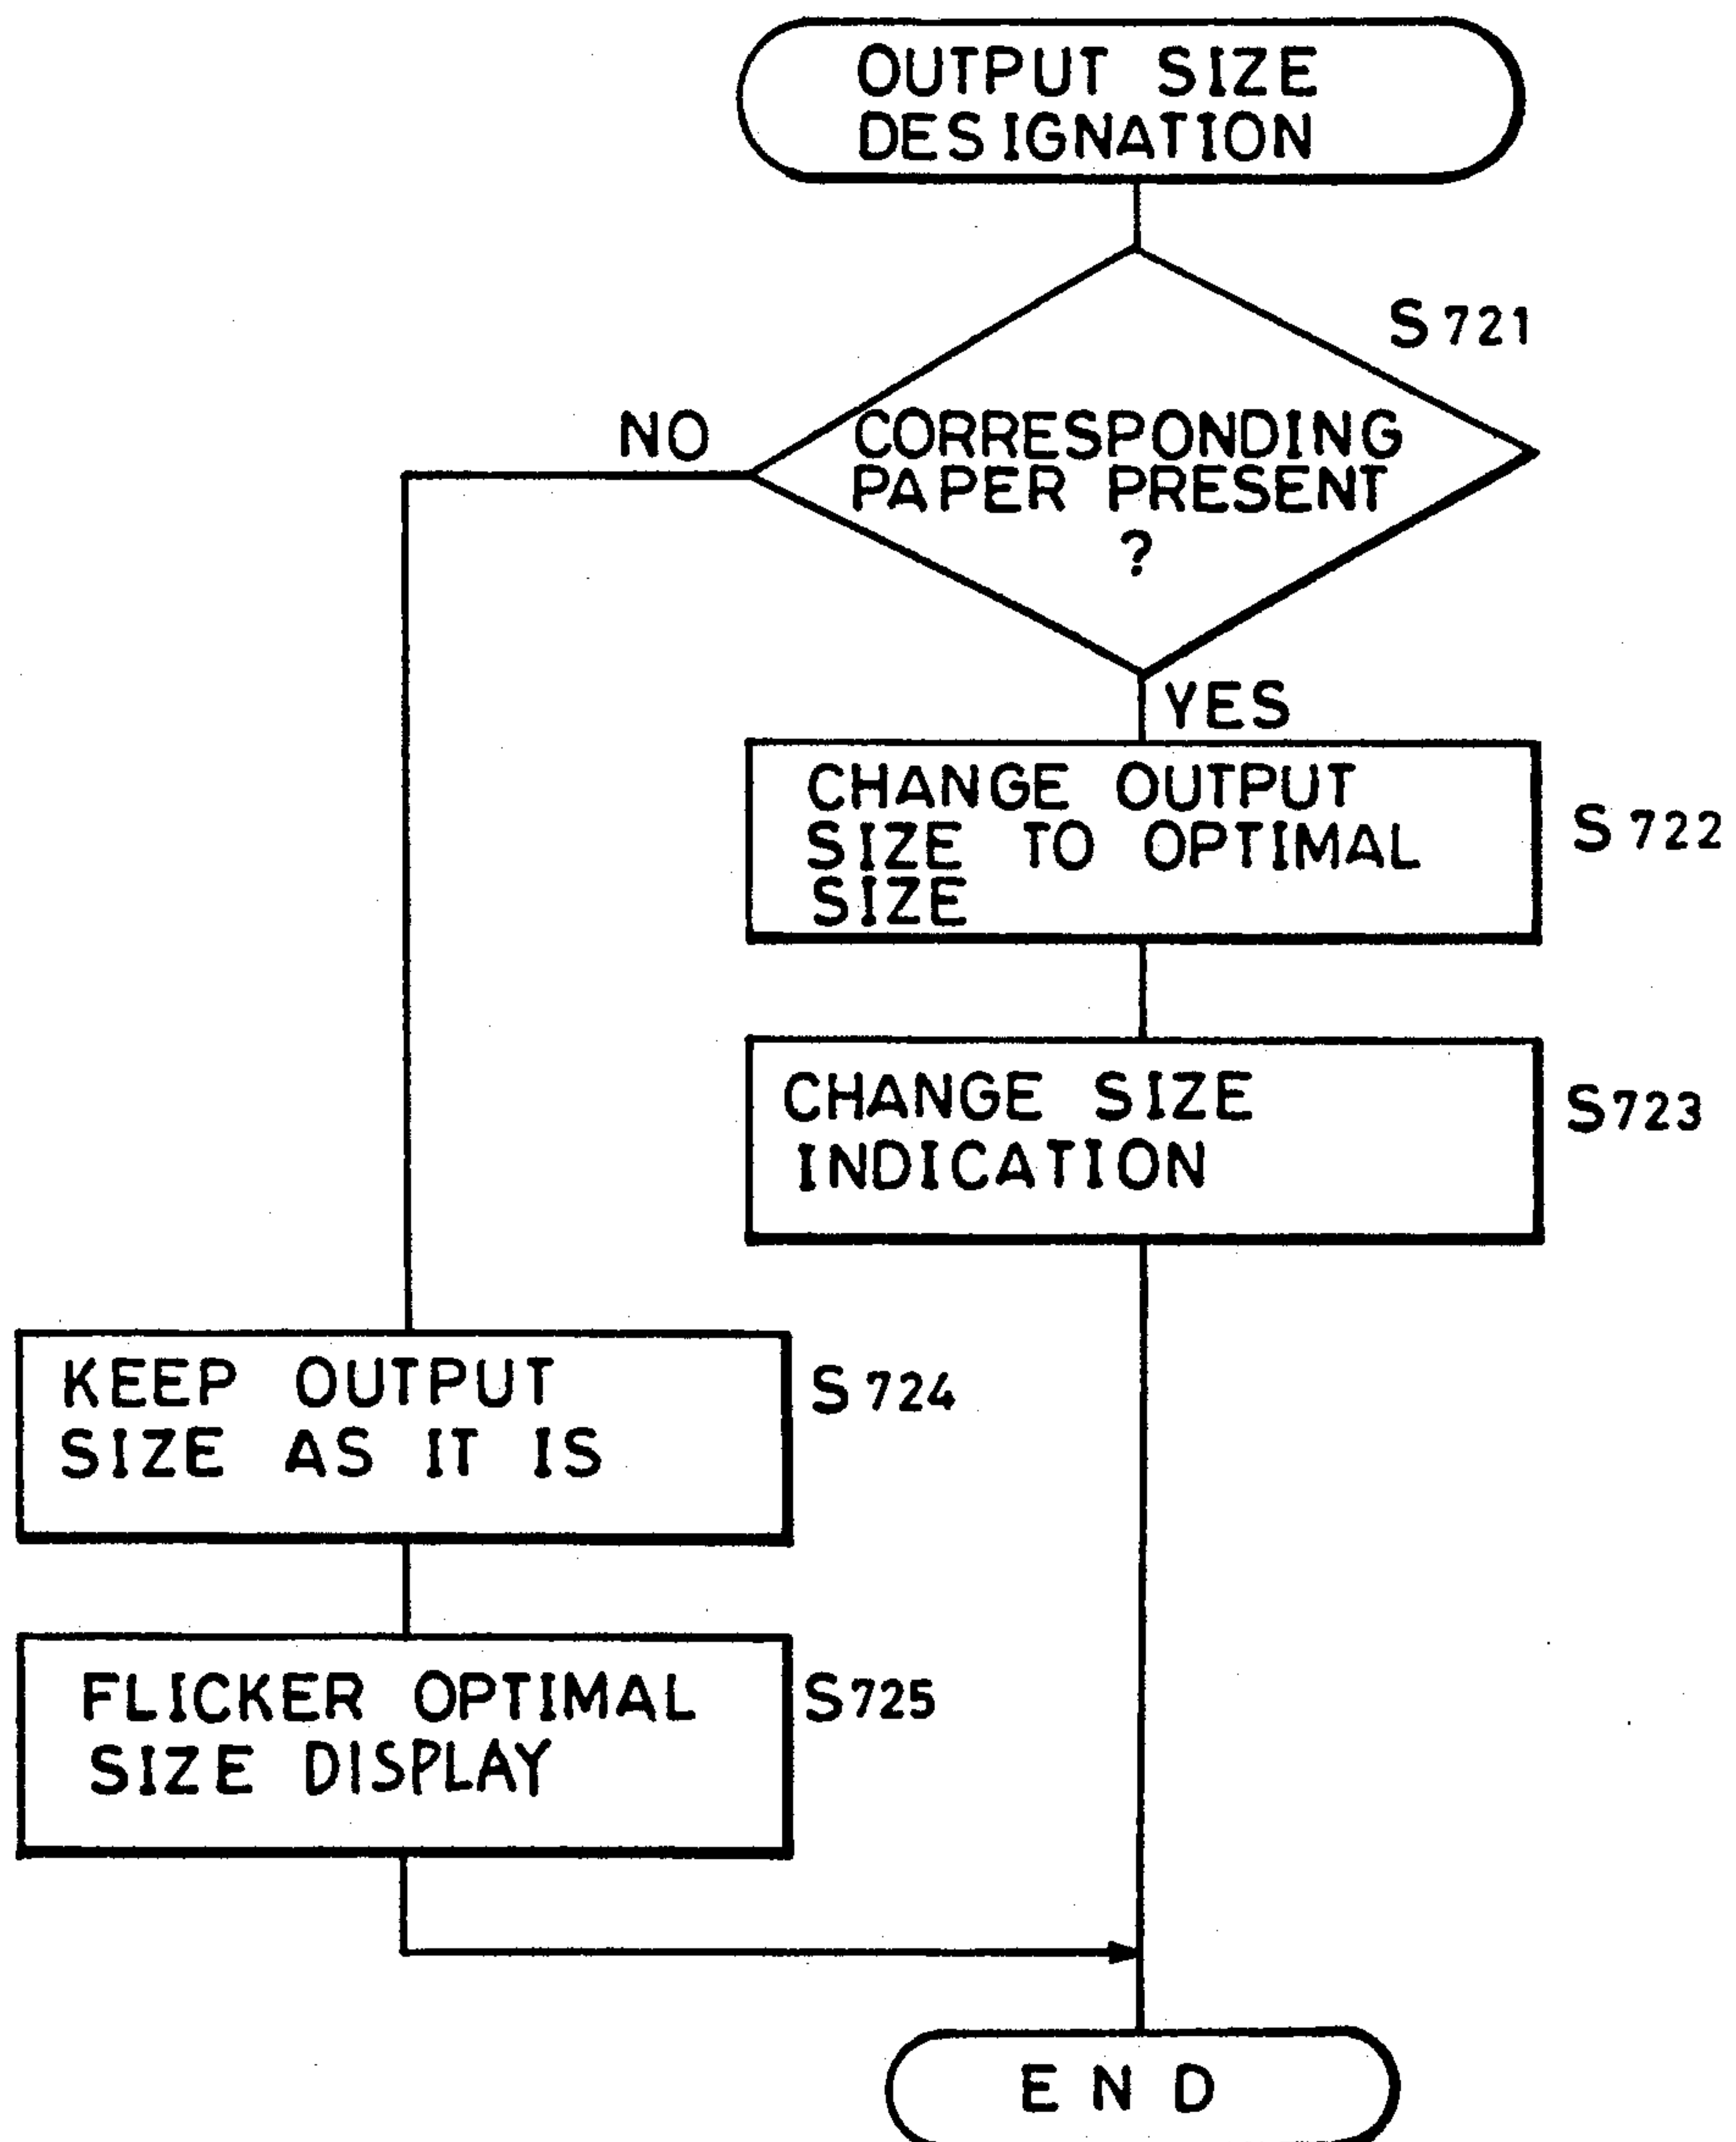 OUTPUT SIZE
DESIGNATION
S721
NO
CORRESPONDING
PAPER PRESENT
?
YES
CHANGE OUTPUT
SIZE TO OPTIMAL
SIZE
S722
CHANGE SIZE
INDICATION
S723
KEEP OUTPUT
SIZE AS IT IS
S724
FLICKER OPTIMAL
SIZE DISPLAY
S725
END